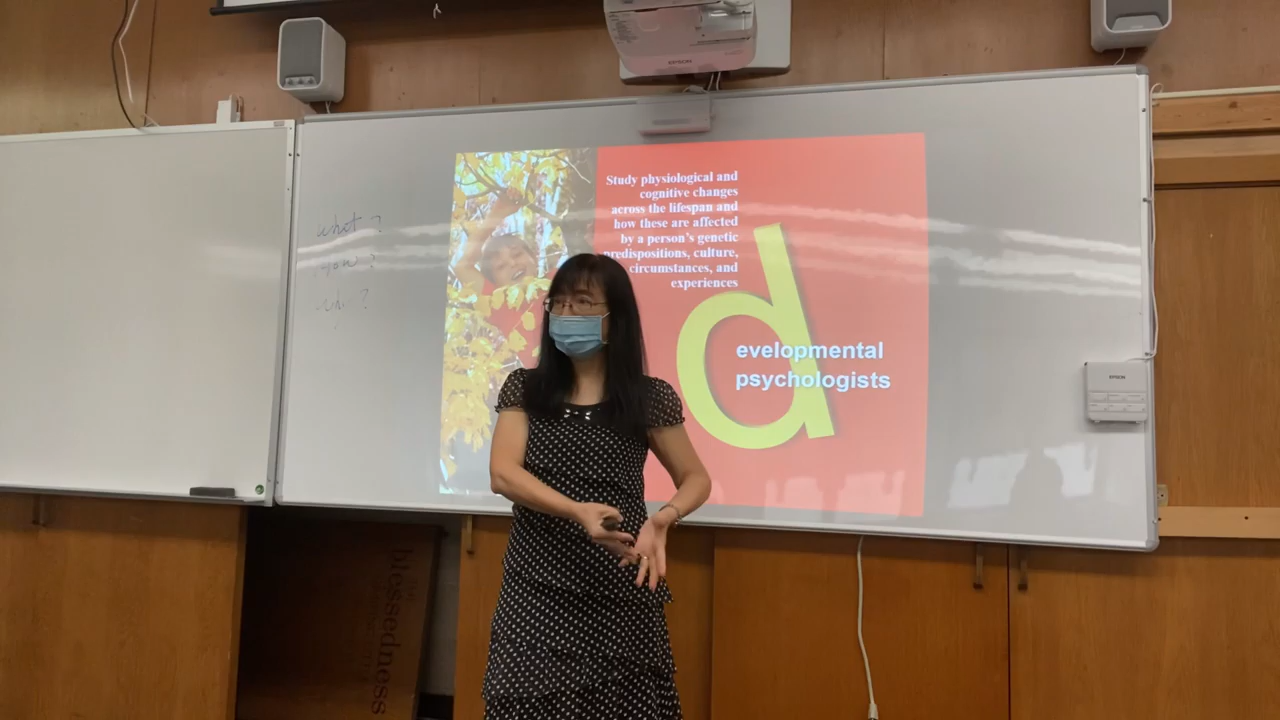 EPSON
what?
how?
why?
Study physiological and
cognitive changes
across the lifespan and
how these are affected
by a person's genetic
predispositions, culture,
circumstances, and
experiences
d
evelopmental
psychologists
EPSON
blessedness